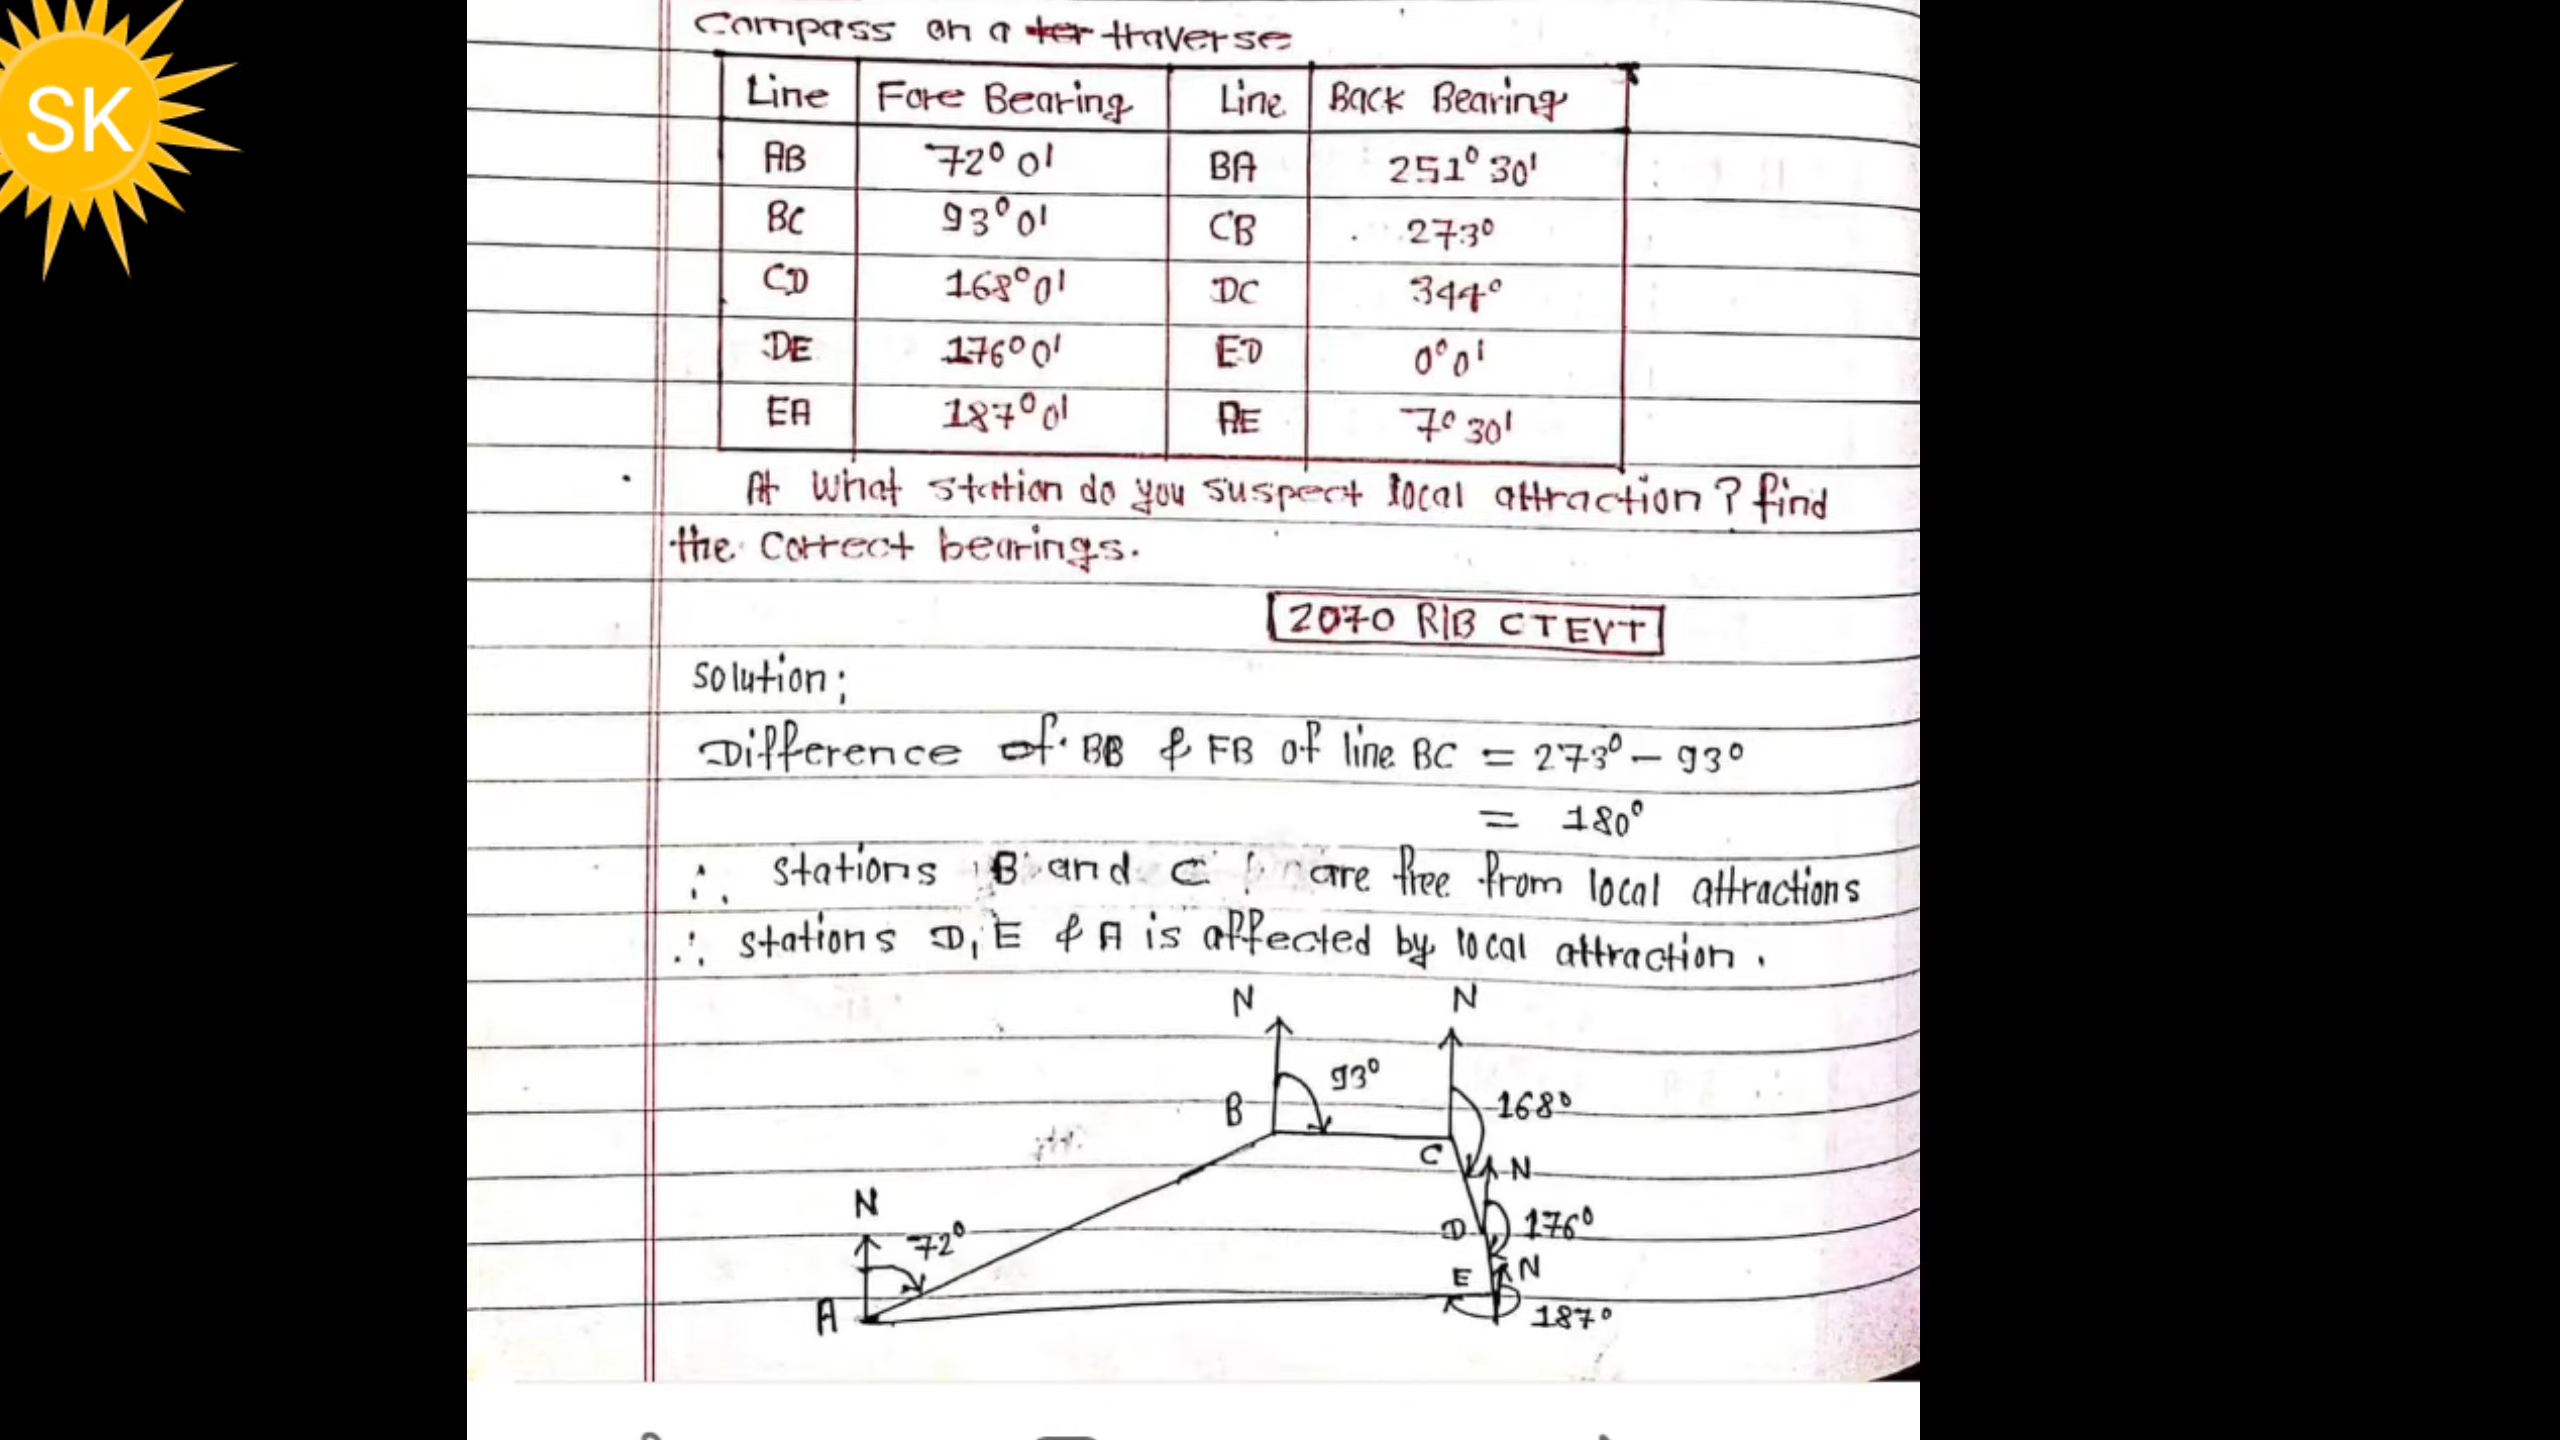 SK
Compass on a traverse
Line Fore Bearing Line Back Bearing
AB 72° 0' BA 251° 30'
BC 93° 0' CB 273°
CD 168° 0' DC 344°
DE 176° 0' ED 0° 0'
EA 187° 0' AE 7° 30'
At what station do you suspect local attraction? find
the correct bearings.
2070 R/B CTEVT
Solution;
Difference of BB & FB of line BC = 273° - 93°
= 180°
∴ stations B and C are free from local attractions
∴ stations D, E & A is affected by local attraction.
N N
93°
B 168°
C N
N
72° D 176°
E N
A 187°